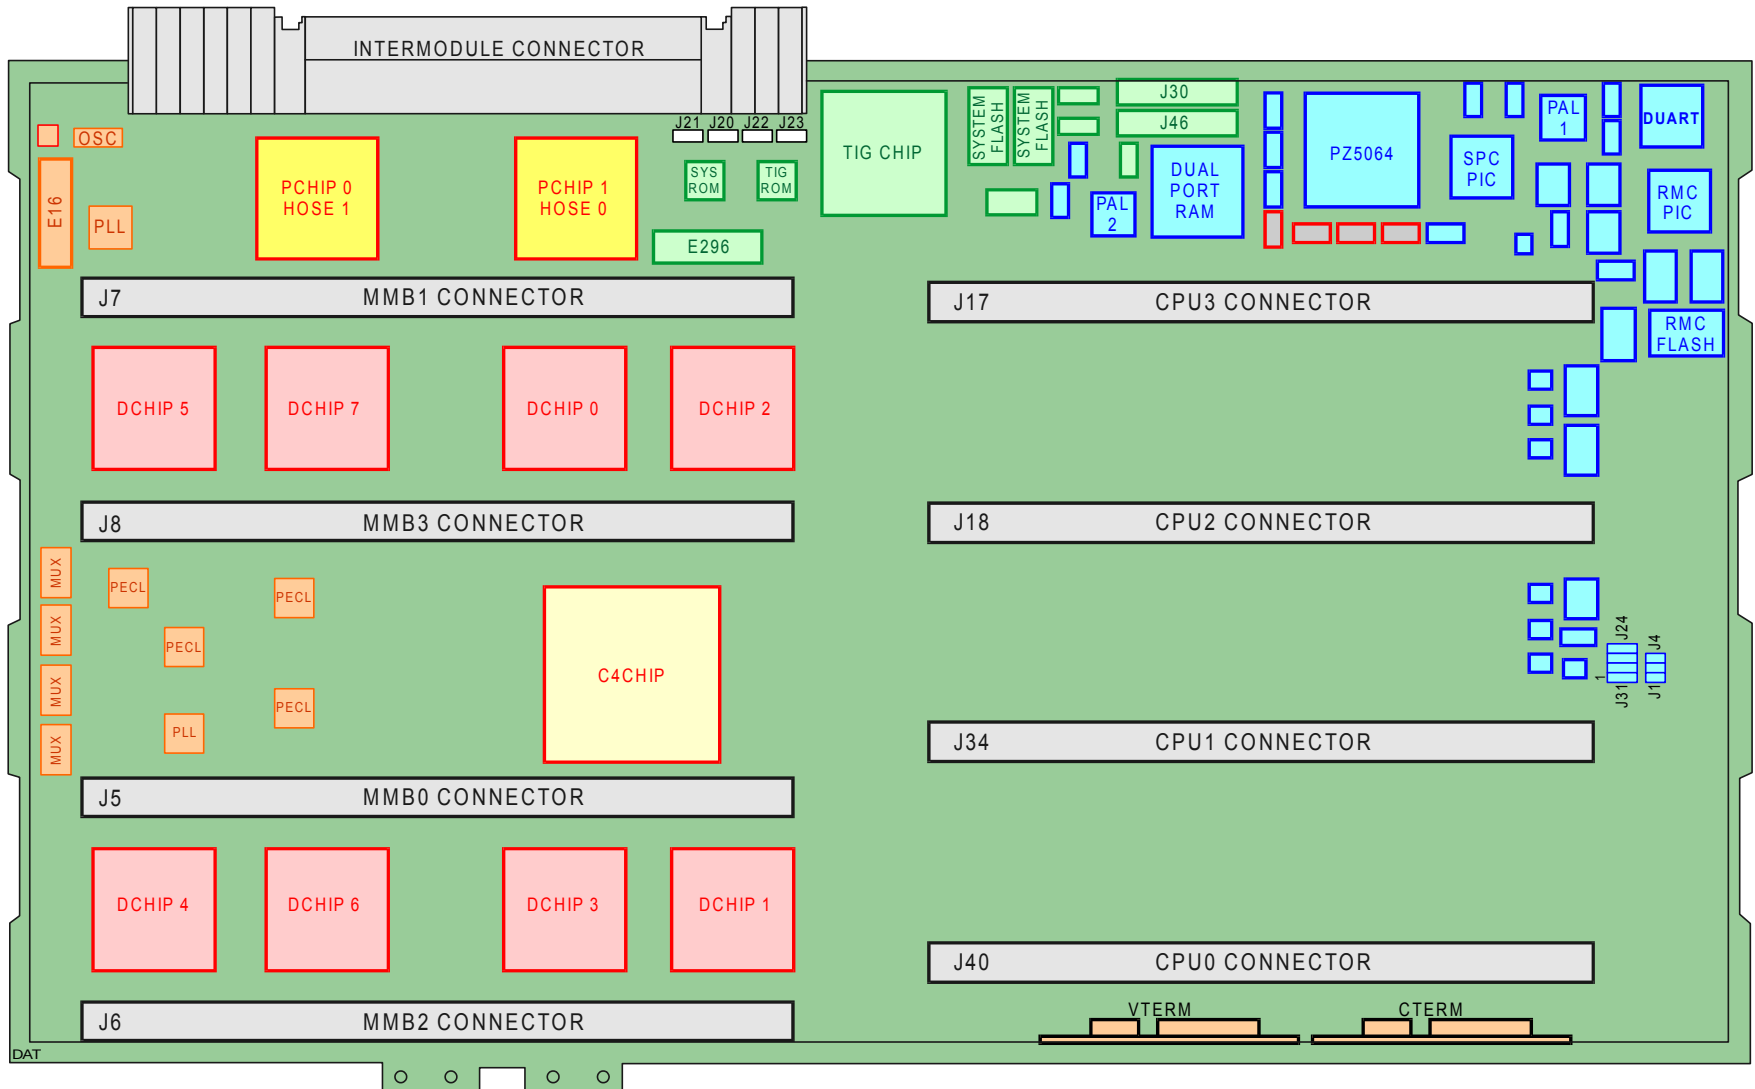 INTERMODULE CONNECTOR
J21
J20
J22
J23
OSC
E16
PLL
PCHIP 0
HOSE 1
PCHIP 1
HOSE 0
SYS
ROM
TIG
ROM
E296
TIG CHIP
SYSTEM
FLASH
SYSTEM
FLASH
J30
J46
PAL
2
DUAL
PORT
RAM
PZ5064
SPC
PIC
PAL
1
DUART
RMC
PIC
RMC
FLASH
J7
MMB1 CONNECTOR
J17
CPU3 CONNECTOR
DCHIP 5
DCHIP 7
DCHIP 0
DCHIP 2
J8
MMB3 CONNECTOR
J18
CPU2 CONNECTOR
MUX
MUX
MUX
MUX
PECL
PECL
PECL
PECL
PLL
C4CHIP
J24
J4
1
J31
J1
J34
CPU1 CONNECTOR
J5
MMB0 CONNECTOR
DCHIP 4
DCHIP 6
DCHIP 3
DCHIP 1
J40
CPU0 CONNECTOR
J6
MMB2 CONNECTOR
VTERM
CTERM
DAT